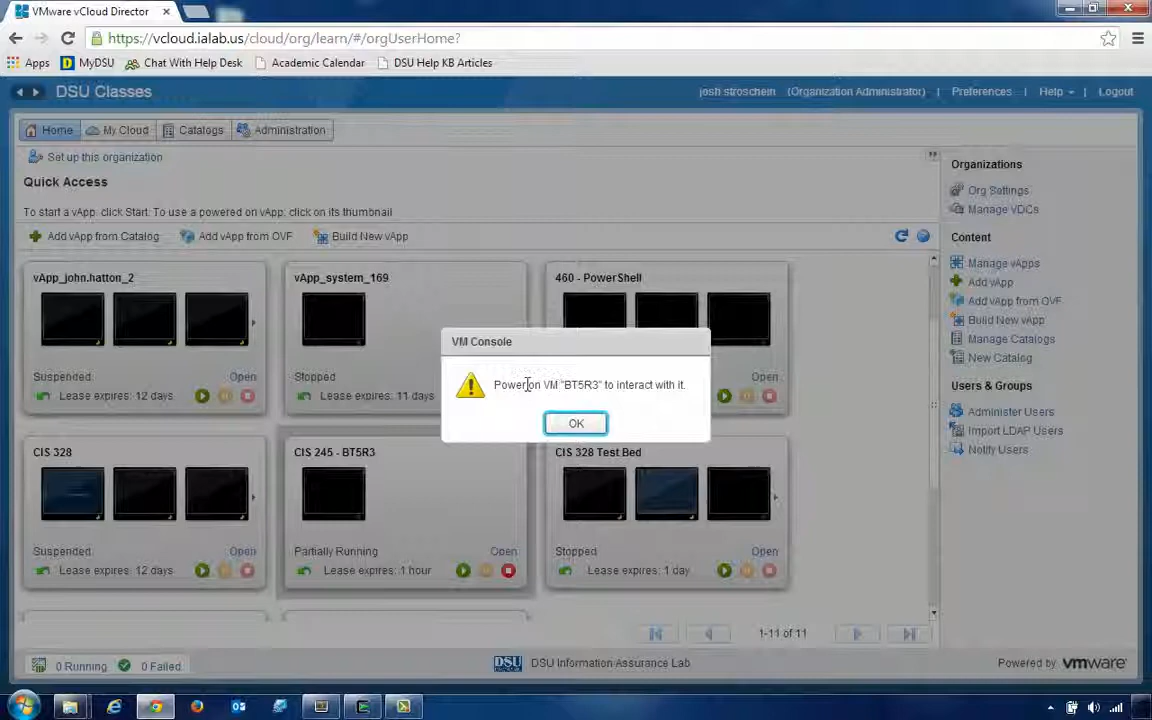 VMware vCloud Director
https://vcloud.ialab.us/cloud/org/learn/#/orgUserHome?
Apps MyDSU Chat With Help Desk Academic Calendar DSU Help KB Articles
DSU Classes josh stroschein (Organization Administrator) | Preferences | Help | Logout
Home My Cloud Catalogs Administration
Set up this organization
Quick Access
To start a vApp, click Start. To use a powered on vApp, click on its thumbnail
Add vApp from Catalog Add vApp from OVF Build New vApp
vApp_john.hatton_2
Suspended Open
Lease expires: 12 days
vApp_system_169
Stopped
Lease expires: 11 days
460 - PowerShell
Open
VM Console
Power on VM "BT5R3" to interact with it.
OK
CIS 328
Suspended Open
Lease expires: 12 days
CIS 245 - BT5R3
Partially Running Open
Lease expires: 1 hour
CIS 328 Test Bed
Stopped Open
Lease expires: 1 day
1-11 of 11
Organizations
Org Settings
Manage VDCs
Content
Manage vApps
Add vApp
Add vApp from OVF
Build New vApp
Manage Catalogs
New Catalog
Users & Groups
Administer Users
Import LDAP Users
Notify Users
0 Running 0 Failed DSU DSU Information Assurance Lab Powered by vmware